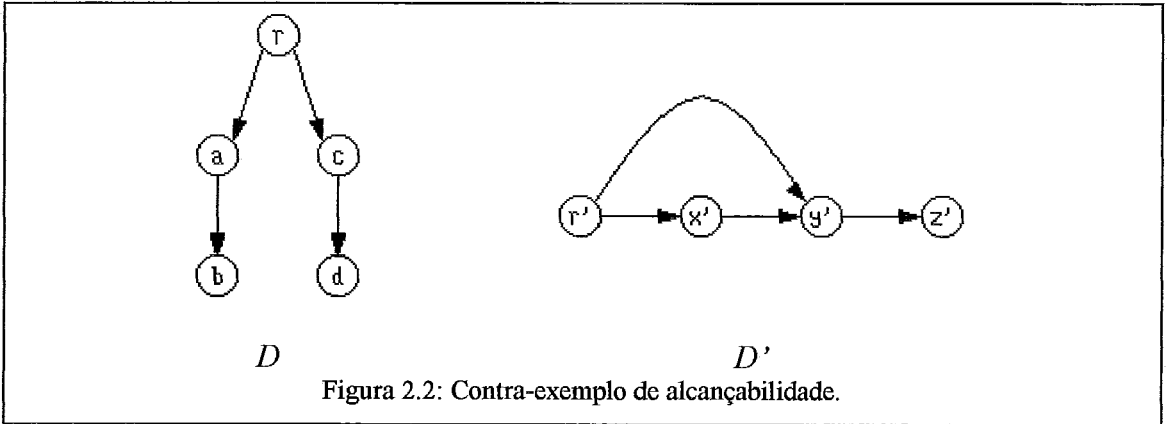 r
a
c
b
d
r'
x'
y'
z'
D
D'
Figura 2.2: Contra-exemplo de alcançabilidade.